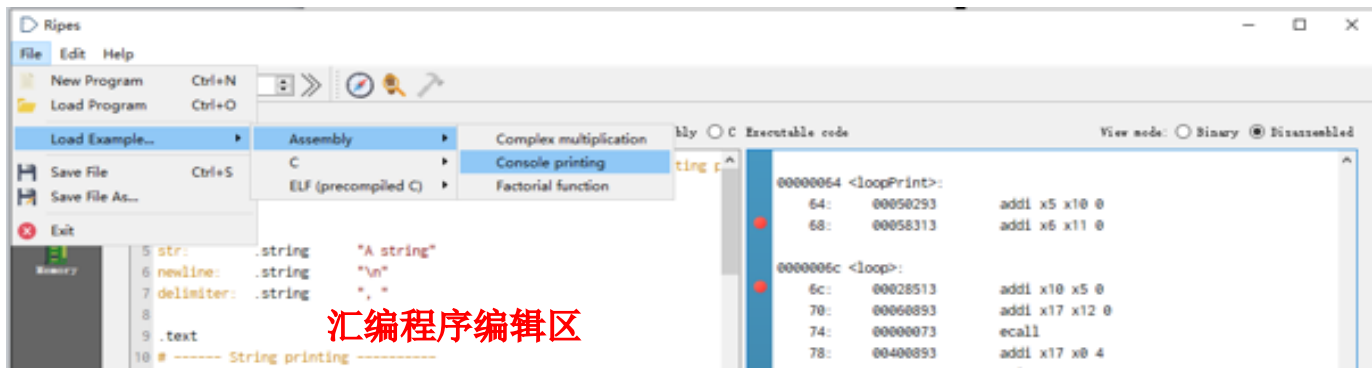 Ripes
File Edit Help
New Program Ctrl+N
Load Program Ctrl+O
Load Example...
Save File Ctrl+S
Save File As...
Exit
Assembly
C
ELF (precompiled C)
Complex multiplication
Console printing
Factorial function
bly C Executable code View mode: Binary Disassembled
ting p
Memory
5 str: .string "A string"
6 newline: .string "\n"
7 delimiter: .string ", "
8
9 .text
10 # ------ String printing ----------
汇编程序编辑区
00000064 <loopPrint>:
64: 00050293 addi x5 x10 0
68: 00058313 addi x6 x11 0
0000006c <loop>:
6c: 00028513 addi x10 x5 0
70: 00060893 addi x17 x12 0
74: 00000073 ecall
78: 00400893 addi x17 x0 4